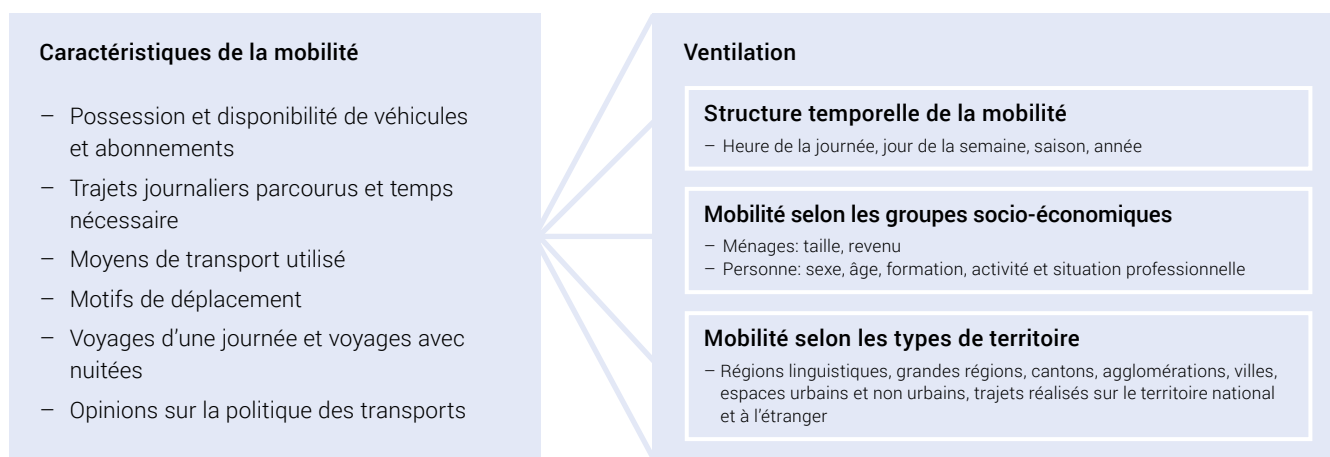 Caractéristiques de la mobilité
– Possession et disponibilité de véhicules
et abonnements
– Trajets journaliers parcourus et temps
nécessaire
– Moyens de transport utilisé
– Motifs de déplacement
– Voyages d’une journée et voyages avec
nuitées
– Opinions sur la politique des transports
Ventilation
Structure temporelle de la mobilité
– Heure de la journée, jour de la semaine, saison, année
Mobilité selon les groupes socio-économiques
– Ménages: taille, revenu
– Personne: sexe, âge, formation, activité et situation professionnelle
Mobilité selon les types de territoire
– Régions linguistiques, grandes régions, cantons, agglomérations, villes,
espaces urbains et non urbains, trajets réalisés sur le territoire national
et à l’étranger